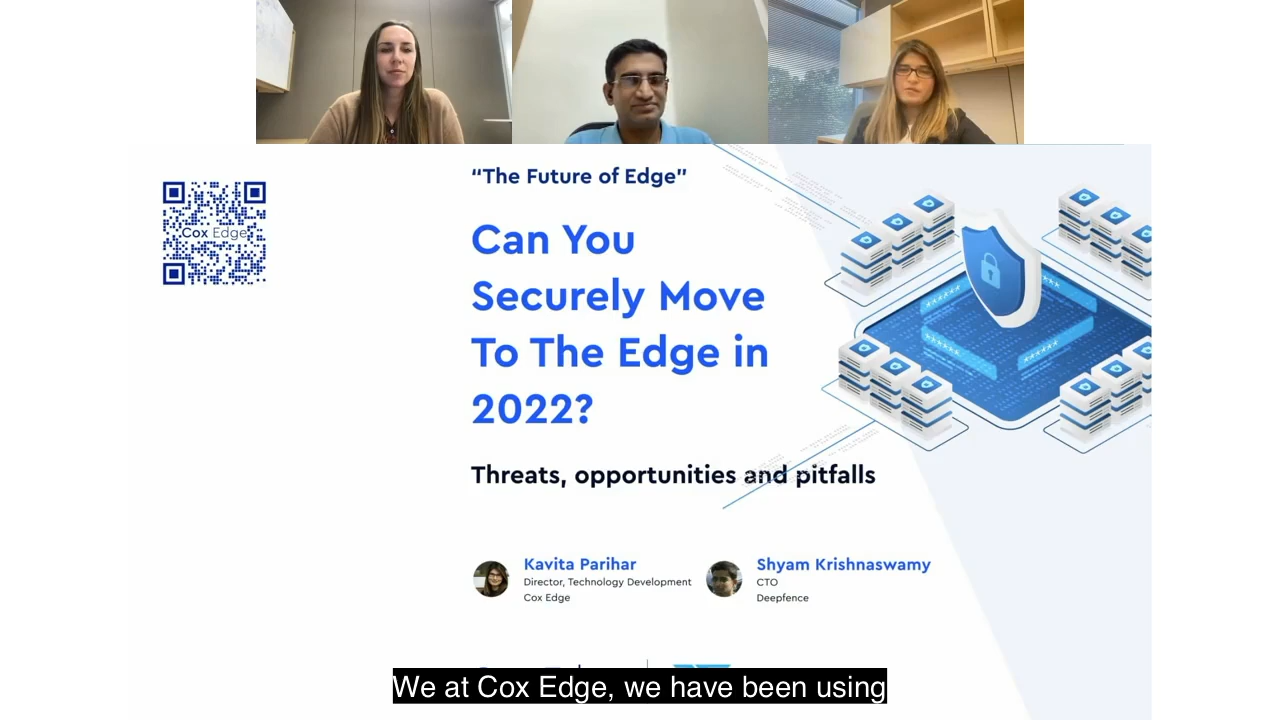 Cox Edge
“The Future of Edge”
Can You
Securely Move
To The Edge in
2022?
Threats, opportunities and pitfalls
Kavita Parihar
Director, Technology Development
Cox Edge
Shyam Krishnaswamy
CTO
Deepfence
We at Cox Edge, we have been using